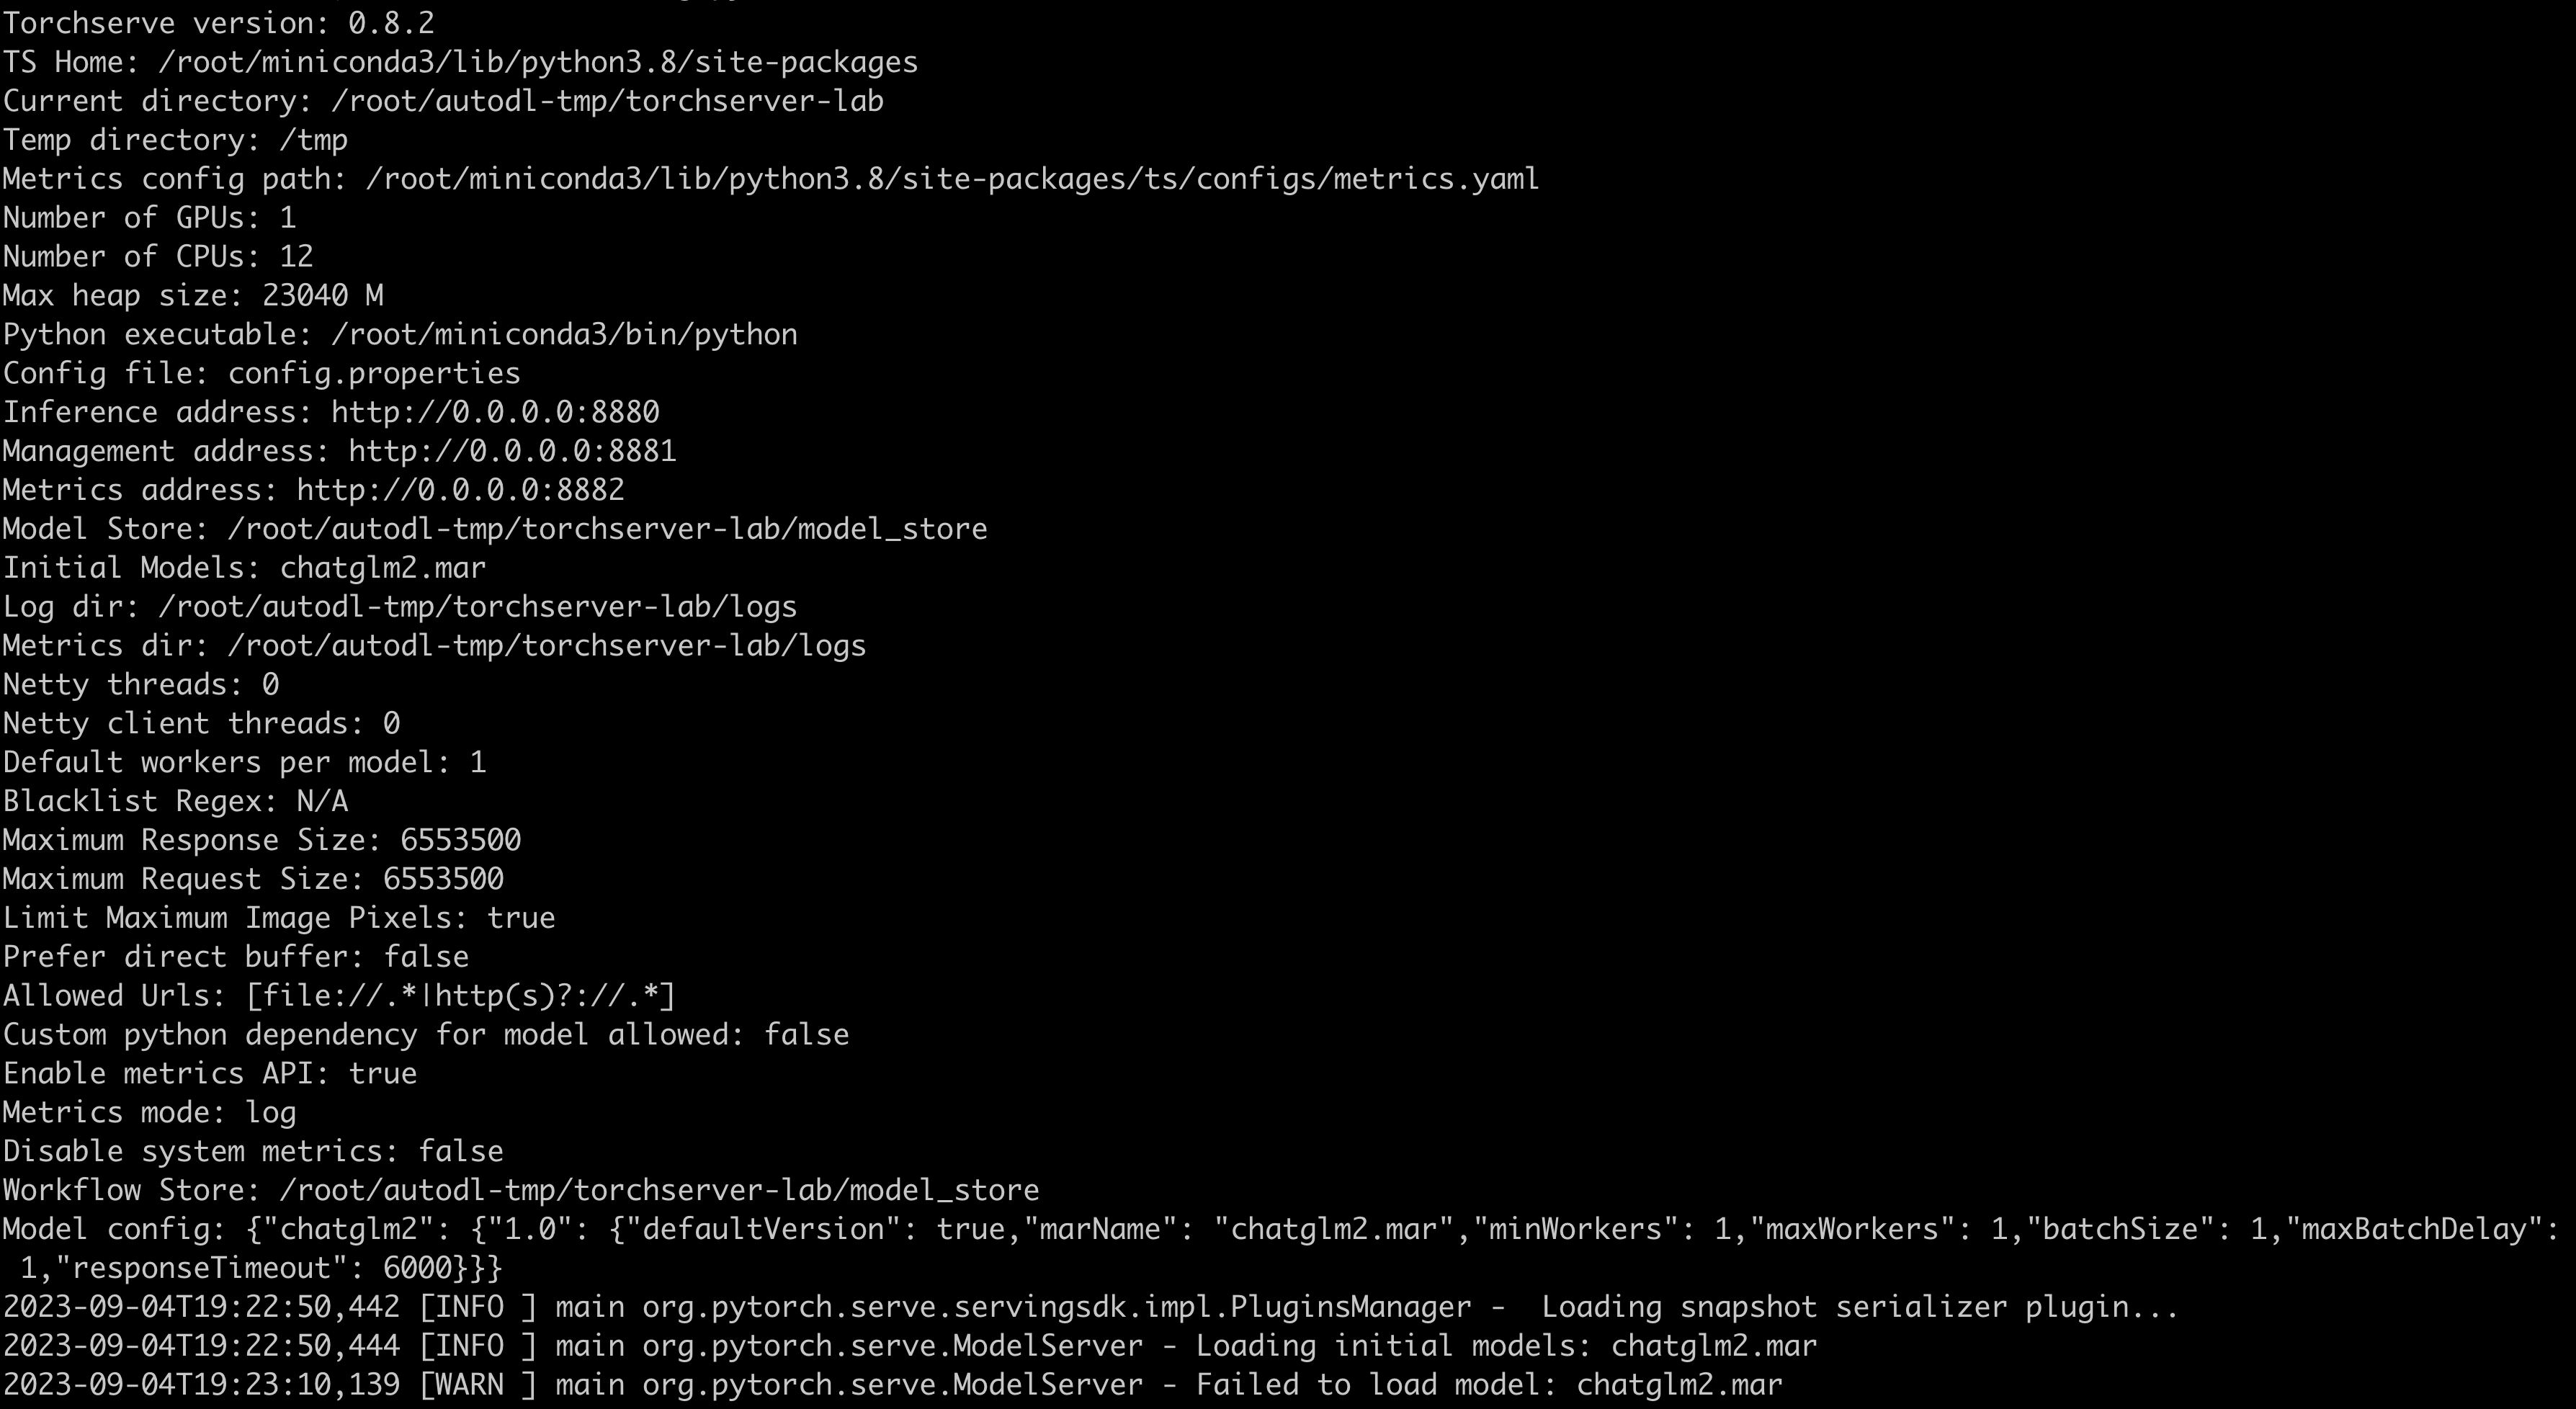 Torchserve version: 0.8.2
TS Home: /root/miniconda3/lib/python3.8/site-packages
Current directory: /root/autodl-tmp/torchserver-lab
Temp directory: /tmp
Metrics config path: /root/miniconda3/lib/python3.8/site-packages/ts/configs/metrics.yaml
Number of GPUs: 1
Number of CPUs: 12
Max heap size: 23040 M
Python executable: /root/miniconda3/bin/python
Config file: config.properties
Inference address: http://0.0.0.0:8880
Management address: http://0.0.0.0:8881
Metrics address: http://0.0.0.0:8882
Model Store: /root/autodl-tmp/torchserver-lab/model_store
Initial Models: chatglm2.mar
Log dir: /root/autodl-tmp/torchserver-lab/logs
Metrics dir: /root/autodl-tmp/torchserver-lab/logs
Netty threads: 0
Netty client threads: 0
Default workers per model: 1
Blacklist Regex: N/A
Maximum Response Size: 6553500
Maximum Request Size: 6553500
Limit Maximum Image Pixels: true
Prefer direct buffer: false
Allowed Urls: [file://.*|http(s)?://.*]
Custom python dependency for model allowed: false
Enable metrics API: true
Metrics mode: log
Disable system metrics: false
Workflow Store: /root/autodl-tmp/torchserver-lab/model_store
Model config: {"chatglm2": {"1.0": {"defaultVersion": true,"marName": "chatglm2.mar","minWorkers": 1,"maxWorkers": 1,"batchSize": 1,"maxBatchDelay":
 1,"responseTimeout": 6000}}}
2023-09-04T19:22:50,442 [INFO ] main org.pytorch.serve.servingsdk.impl.PluginsManager -  Loading snapshot serializer plugin...
2023-09-04T19:22:50,444 [INFO ] main org.pytorch.serve.ModelServer - Loading initial models: chatglm2.mar
2023-09-04T19:23:10,139 [WARN ] main org.pytorch.serve.ModelServer - Failed to load model: chatglm2.mar